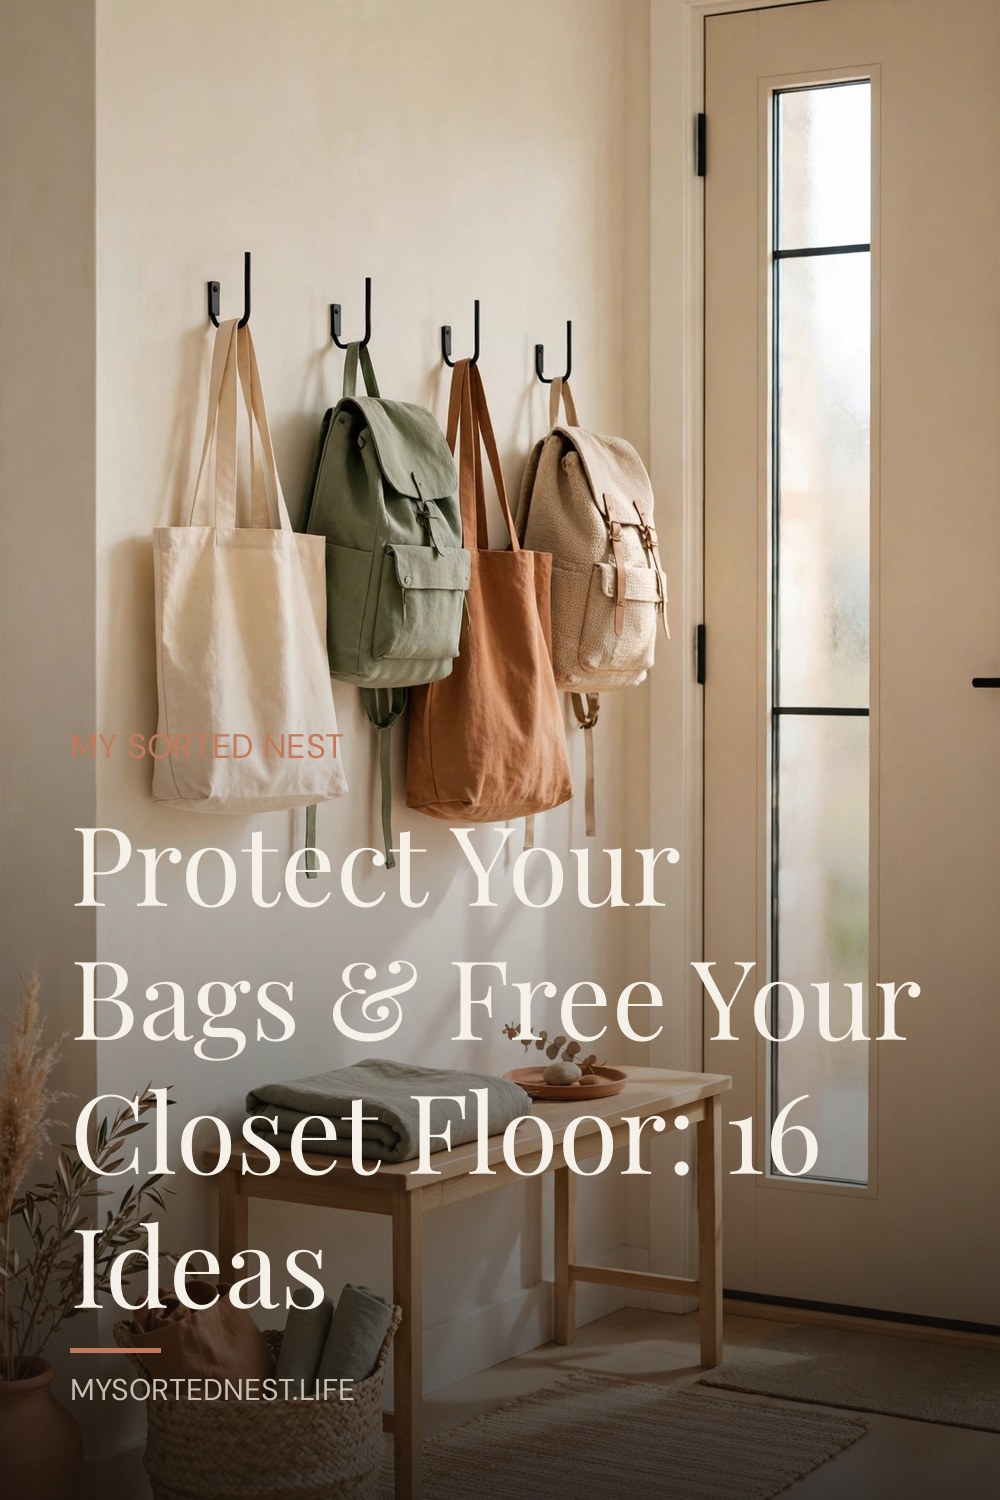 MY SORTED NEST
Protect Your
Bags & Free Your
Closet Floor: 16
Ideas
MYSORTEDNEST.LIFE